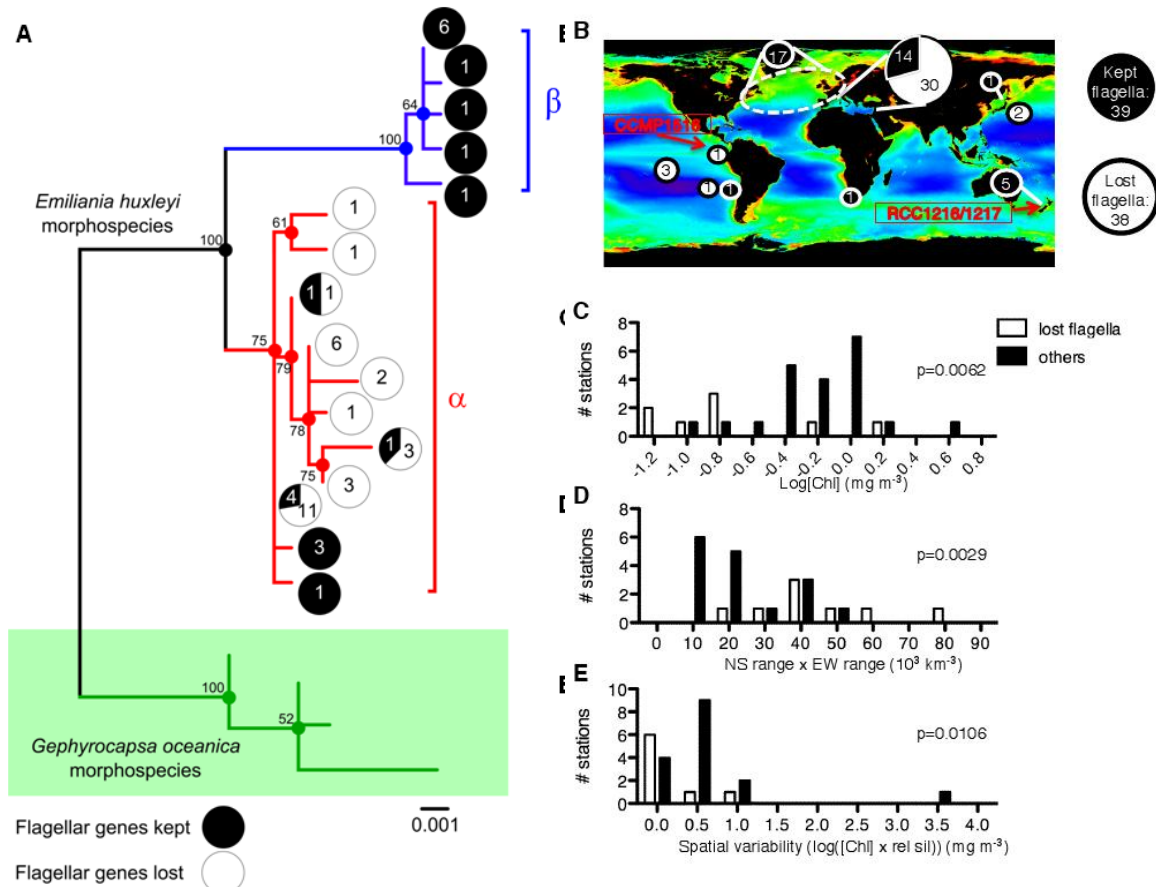 A
6
1
1
1
1
64
100
β
Emiliania huxleyi
morphospecies
100
61
1
1
1 1
75
79
6
2
1
78
1 3
75
3
4 11
3
1
α
100
52
Gephyrocapsa oceanica
morphospecies
0.001
Flagellar genes kept
Flagellar genes lost
B
17
14
30
1
2
CCMP1516
1
3
1
1
1
5
RCC1216/1217
Kept
flagella:
39
Lost
flagella:
38
C
8
6
4
2
0
# stations
p=0.0062
lost flagella
others
-1.2 -1.0 -0.8 -0.6 -0.4 -0.2 0.0 0.2 0.4 0.6 0.8
Log[Chl] (mg m⁻³)
D
8
6
4
2
0
# stations
p=0.0029
0 10 20 30 40 50 60 70 80 90
NS range x EW range (10³ km⁻³)
E
10
8
6
4
2
0
# stations
p=0.0106
0.0 0.5 1.0 1.5 2.0 2.5 3.0 3.5 4.0
Spatial variability (log([Chl] x rel sil)) (mg m⁻³)